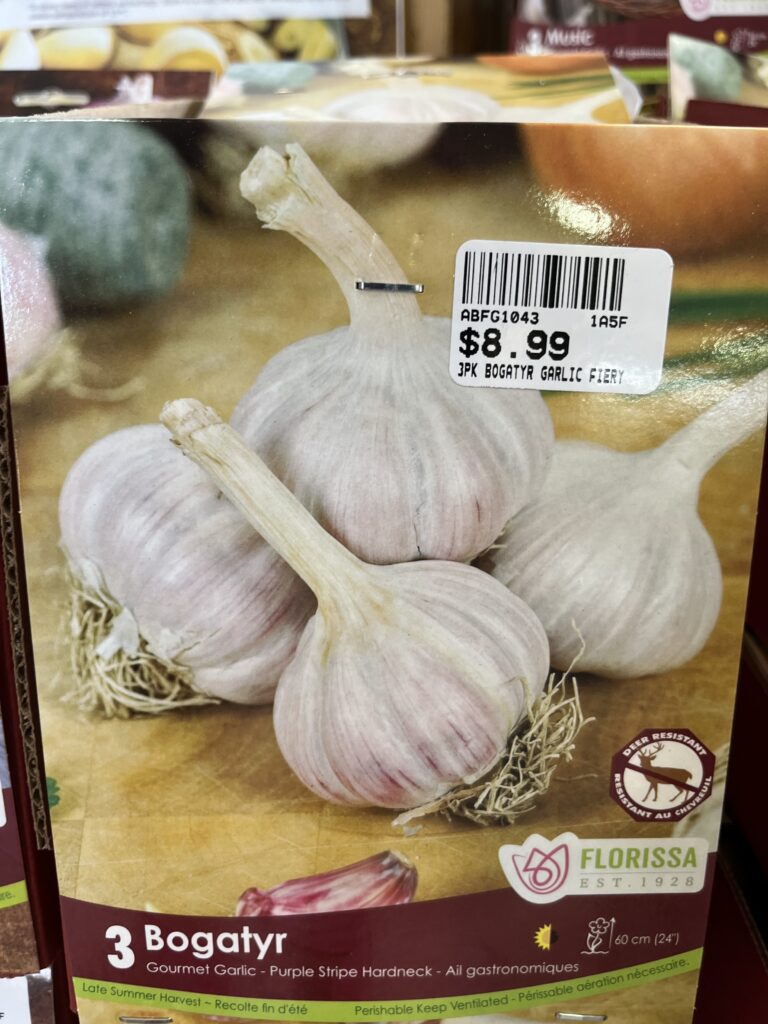 Music
ABFG1043 1A5F
$8.99
3PK BOGATYR GARLIC FIERY
DEER RESISTANT
RESISTANT AU CHEVREUIL
FLORISSA
EST. 1928
3 Bogatyr
60 cm (24")
Gourmet Garlic - Purple Stripe Hardneck - Ail gastronomiques
Late Summer Harvest ~ Recolte fin d'été
Perishable Keep Ventilated - Périssable aération nécessaire.